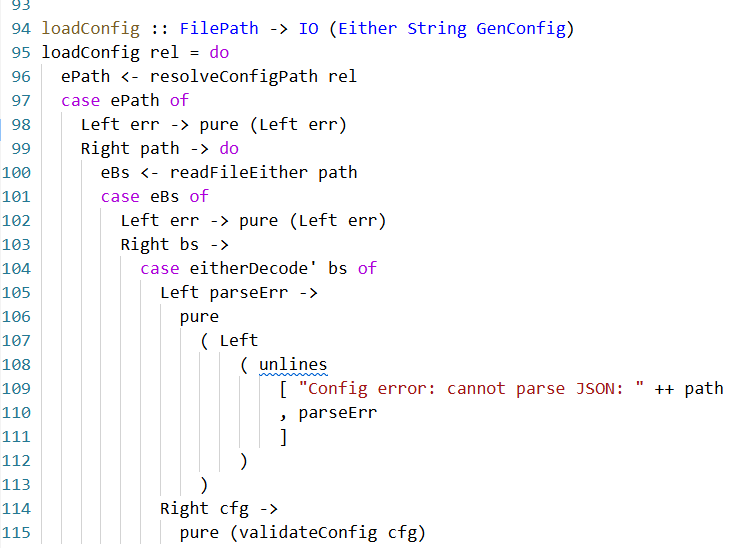 93
94 loadConfig :: FilePath -> IO (Either String GenConfig)
95 loadConfig rel = do
96   ePath <- resolveConfigPath rel
97   case ePath of
98     Left err -> pure (Left err)
99     Right path -> do
100       eBs <- readFileEither path
101       case eBs of
102         Left err -> pure (Left err)
103         Right bs ->
104           case eitherDecode' bs of
105             Left parseErr ->
106               pure
107                 ( Left
108                     ( unlines
109                         [ "Config error: cannot parse JSON: " ++ path
110                         , parseErr
111                         ]
112                     )
113                 )
114             Right cfg ->
115               pure (validateConfig cfg)